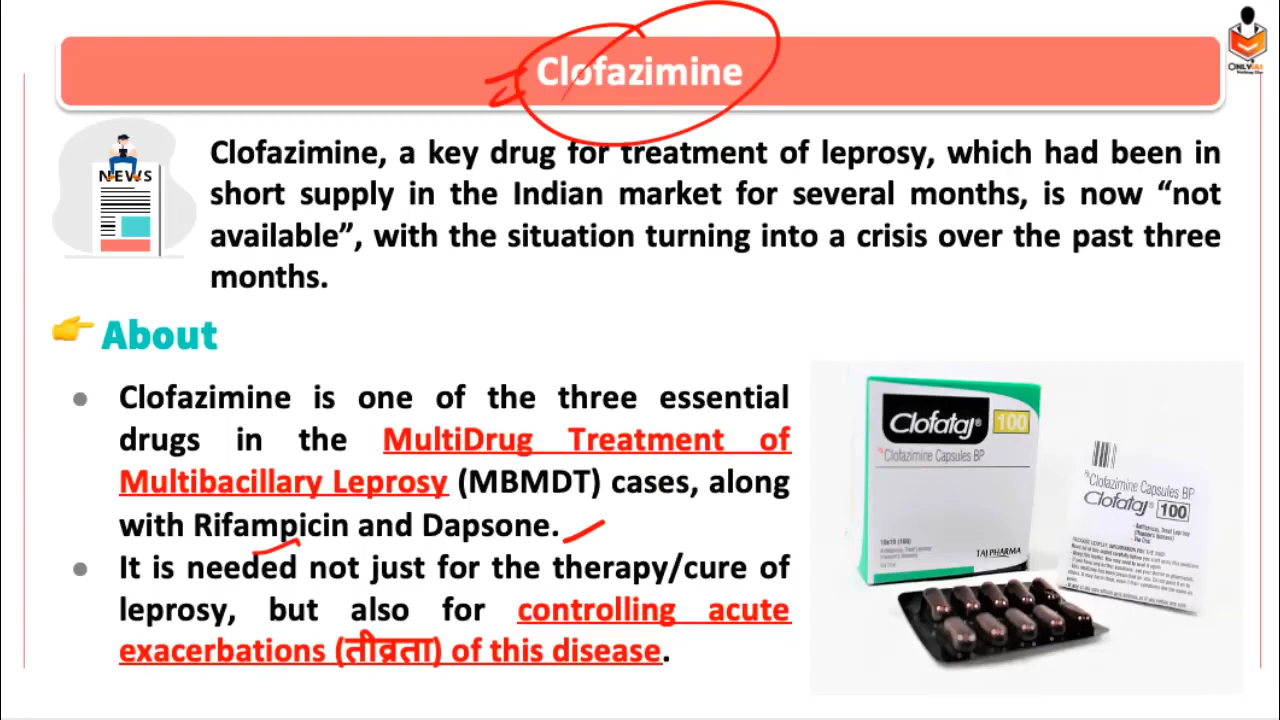 Clofazimine
ONLYIAS
NEWS
Clofazimine, a key drug for treatment of leprosy, which had been in
short supply in the Indian market for several months, is now “not
available”, with the situation turning into a crisis over the past three
months.
About
Clofazimine is one of the three essential
drugs in the MultiDrug Treatment of
Multibacillary Leprosy (MBMDT) cases, along
with Rifampicin and Dapsone.
It is needed not just for the therapy/cure of
leprosy, but also for controlling acute
exacerbations (तीव्रता) of this disease.
Clofataj® 100
Clofazimine Capsules BP
10x10 (100)
TAJ PHARMA
Clofazimine Capsules BP
Clofataj® 100